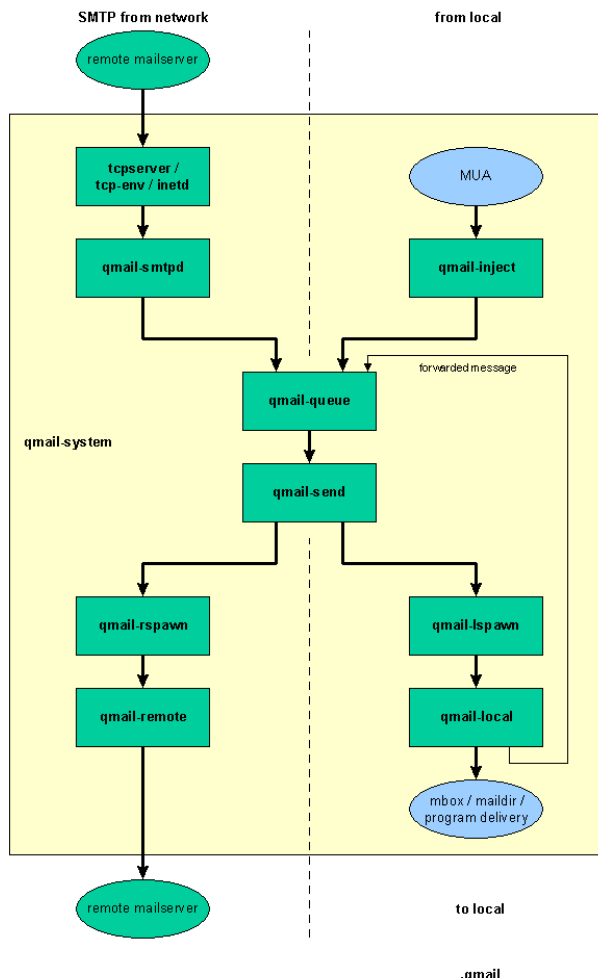 SMTP from network
from local
remote mailserver
tcpserver /
tcp-env / inetd
MUA
qmail-smtpd
qmail-inject
forwarded message
qmail-queue
qmail-system
qmail-send
qmail-rspawn
qmail-lspawn
qmail-remote
qmail-local
mbox / maildir /
program delivery
remote mailserver
to local
.qmail